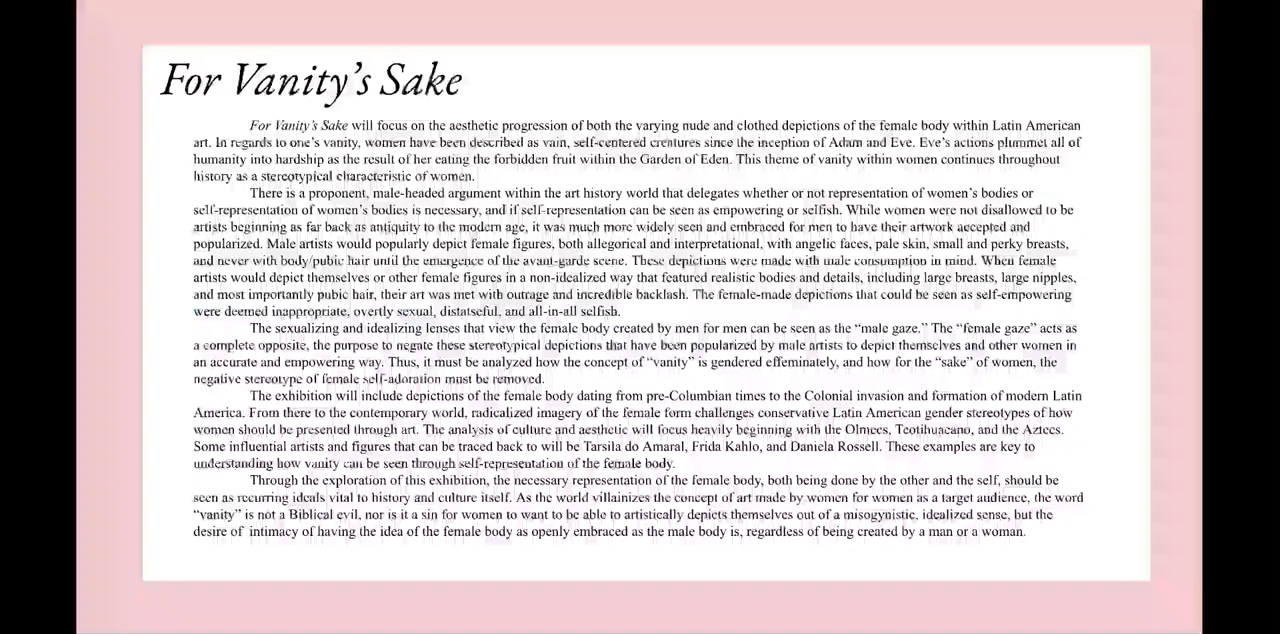 For Vanity's Sake
For Vanity's Sake will focus on the aesthetic progression of both the varying nude and clothed depictions of the female body within Latin American
art. In regards to one's vanity, women have been described as vain, self-centered creatures since the inception of Adam and Eve. Eve's actions plummet all of
humanity into hardship as the result of her eating the forbidden fruit within the Garden of Eden. This theme of vanity within women continues throughout
history as a stereotypical characteristic of women.
There is a proponent, male-headed argument within the art history world that delegates whether or not representation of women's bodies or
self-representation of women's bodies is necessary, and if self-representation can be seen as empowering or selfish. While women were not disallowed to be
artists beginning as far back as antiquity to the modern age, it was much more widely seen and embraced for men to have their artwork accepted and
popularized. Male artists would popularly depict female figures, both allegorical and interpretational, with angelic faces, pale skin, small and perky breasts,
and never with body/pubic hair until the emergence of the avant-garde scene. These depictions were made with male consumption in mind. When female
artists would depict themselves or other female figures in a non-idealized way that featured realistic bodies and details, including large breasts, large nipples,
and most importantly pubic hair, their art was met with outrage and incredible backlash. The female-made depictions that could be seen as self-empowering
were deemed inappropriate, overtly sexual, distasteful, and all-in-all selfish.
The sexualizing and idealizing lenses that view the female body created by men for men can be seen as the "male gaze." The "female gaze" acts as
a complete opposite, the purpose to negate these stereotypical depictions that have been popularized by male artists to depict themselves and other women in
an accurate and empowering way. Thus, it must be analyzed how the concept of "vanity" is gendered effeminately, and how for the "sake" of women, the
negative stereotype of female self-adoration must be removed.
The exhibition will include depictions of the female body dating from pre-Columbian times to the Colonial invasion and formation of modern Latin
America. From there to the contemporary world, radicalized imagery of the female form challenges conservative Latin American gender stereotypes of how
women should be presented through art. The analysis of culture and aesthetic will focus heavily beginning with the Olmecs, Teotihuacano, and the Aztecs.
Some influential artists and figures that can be traced back to will be Tarsila do Amaral, Frida Kahlo, and Daniela Rossell. These examples are key to
understanding how vanity can be seen through self-representation of the female body.
Through the exploration of this exhibition, the necessary representation of the female body, both being done by the other and the self, should be
seen as recurring ideals vital to history and culture itself. As the world villainizes the concept of art made by women for women as a target audience, the word
"vanity" is not a Biblical evil, nor is it a sin for women to want to be able to artistically depicts themselves out of a misogynistic, idealized sense, but the
desire of intimacy of having the idea of the female body as openly embraced as the male body is, regardless of being created by a man or a woman.